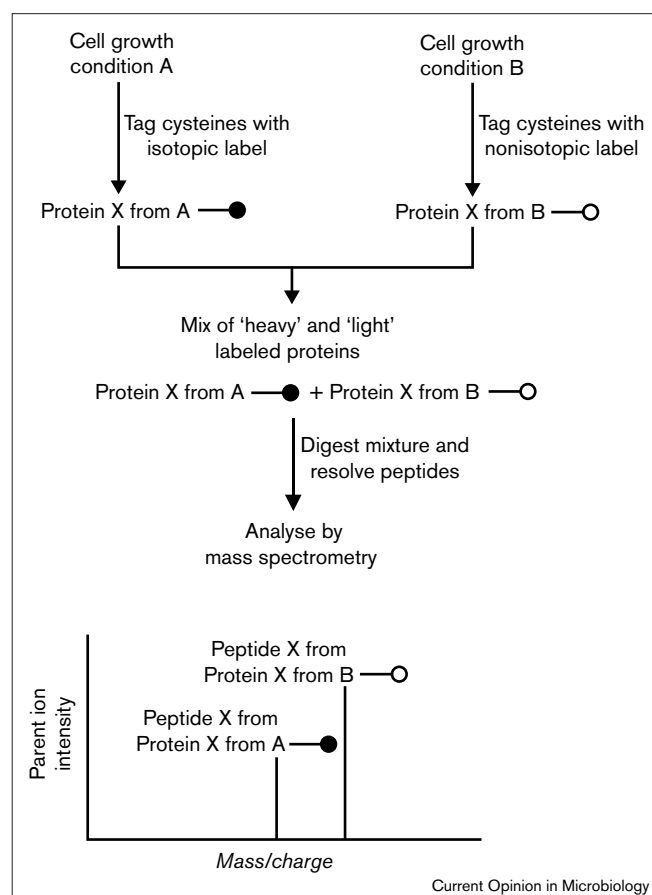 Cell growth
condition A
Cell growth
condition B
Tag cysteines with
isotopic label
Tag cysteines with
nonisotopic label
Protein X from A
Protein X from B
Mix of ‘heavy’ and ‘light’
labeled proteins
Protein X from A + Protein X from B
Digest mixture and
resolve peptides
Analyse by
mass spectrometry
Peptide X from
Protein X from B
Peptide X from
Protein X from A
Parent ion
intensity
Mass/charge
Current Opinion in Microbiology